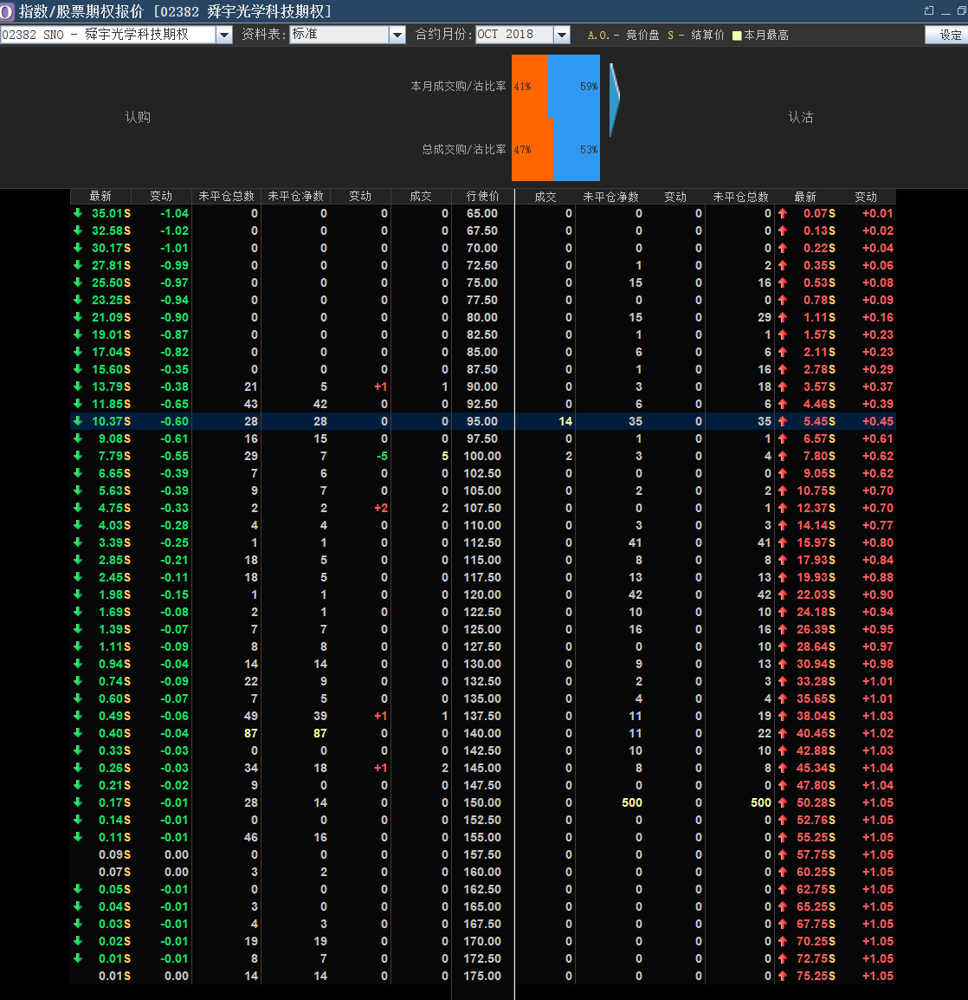 O 指数/股票期权报价 [02382 舜宇光学科技期权]
02382 SNO - 舜宇光学科技期权 资料表: 标准 合约月份: OCT 2018 A.O. - 竞价盘 S - 结算价 本月最高 设定
本月成交购/沽比率 41% 59%
认购 认沽
总成交购/沽比率 47% 53%
最新 变动 未平仓总数 未平仓净数 变动 成交 行使价 成交 未平仓净数 变动 未平仓总数 最新 变动
35.01S -1.04 0 0 0 0 65.00 0 0 0 0 0.07S +0.01
32.58S -1.02 0 0 0 0 67.50 0 0 0 0 0.13S +0.02
30.17S -1.01 0 0 0 0 70.00 0 0 0 0 0.22S +0.04
27.81S -0.99 0 0 0 0 72.50 0 1 0 2 0.35S +0.06
25.50S -0.97 0 0 0 0 75.00 0 15 0 16 0.53S +0.08
23.25S -0.94 0 0 0 0 77.50 0 0 0 0 0.78S +0.09
21.09S -0.90 0 0 0 0 80.00 0 15 0 29 1.11S +0.16
19.01S -0.87 0 0 0 0 82.50 0 1 0 1 1.57S +0.23
17.04S -0.82 0 0 0 0 85.00 0 6 0 6 2.11S +0.23
15.60S -0.35 0 0 0 0 87.50 0 1 0 16 2.78S +0.29
13.79S -0.38 21 5 +1 1 90.00 0 3 0 18 3.57S +0.37
11.85S -0.65 43 42 0 0 92.50 0 6 0 6 4.46S +0.39
10.37S -0.60 28 28 0 0 95.00 14 35 0 35 5.45S +0.45
9.08S -0.61 16 15 0 0 97.50 0 1 0 1 6.57S +0.61
7.79S -0.55 29 7 -5 5 100.00 2 3 0 4 7.80S +0.62
6.65S -0.39 7 6 0 0 102.50 0 0 0 0 9.05S +0.62
5.63S -0.39 9 7 0 0 105.00 0 2 0 2 10.75S +0.70
4.75S -0.33 2 2 +2 2 107.50 0 0 0 1 12.37S +0.70
4.03S -0.28 4 4 0 0 110.00 0 3 0 3 14.14S +0.77
3.39S -0.25 1 1 0 0 112.50 0 41 0 41 15.97S +0.80
2.85S -0.21 18 5 0 0 115.00 0 8 0 8 17.93S +0.84
2.45S -0.11 18 5 0 0 117.50 0 13 0 13 19.93S +0.88
1.98S -0.15 1 1 0 0 120.00 0 42 0 42 22.03S +0.90
1.69S -0.08 2 1 0 0 122.50 0 10 0 10 24.18S +0.94
1.39S -0.07 7 7 0 0 125.00 0 16 0 16 26.39S +0.95
1.11S -0.09 8 8 0 0 127.50 0 0 0 10 28.64S +0.97
0.94S -0.04 14 14 0 0 130.00 0 9 0 13 30.94S +0.98
0.74S -0.09 22 9 0 0 132.50 0 2 0 3 33.28S +1.01
0.60S -0.07 7 5 0 0 135.00 0 4 0 4 35.65S +1.01
0.49S -0.06 49 39 +1 1 137.50 0 11 0 19 38.04S +1.03
0.40S -0.04 87 87 0 0 140.00 0 11 0 22 40.45S +1.02
0.33S -0.03 0 0 0 0 142.50 0 10 0 10 42.88S +1.03
0.26S -0.03 34 18 +1 2 145.00 0 8 0 8 45.34S +1.04
0.21S -0.02 9 0 0 0 147.50 0 0 0 0 47.80S +1.04
0.17S -0.01 28 14 0 0 150.00 0 500 0 500 50.28S +1.05
0.14S -0.01 0 0 0 0 152.50 0 0 0 0 52.76S +1.05
0.11S -0.01 46 16 0 0 155.00 0 0 0 0 55.25S +1.05
0.09S 0.00 0 0 0 0 157.50 0 0 0 0 57.75S +1.05
0.07S 0.00 3 2 0 0 160.00 0 0 0 0 60.25S +1.05
0.05S -0.01 0 0 0 0 162.50 0 0 0 0 62.75S +1.05
0.04S -0.01 3 0 0 0 165.00 0 0 0 0 65.25S +1.05
0.03S -0.01 4 3 0 0 167.50 0 0 0 0 67.75S +1.05
0.02S -0.01 19 19 0 0 170.00 0 0 0 0 70.25S +1.05
0.01S -0.01 8 7 0 0 172.50 0 0 0 0 72.75S +1.05
0.01S 0.00 14 14 0 0 175.00 0 0 0 0 75.25S +1.05